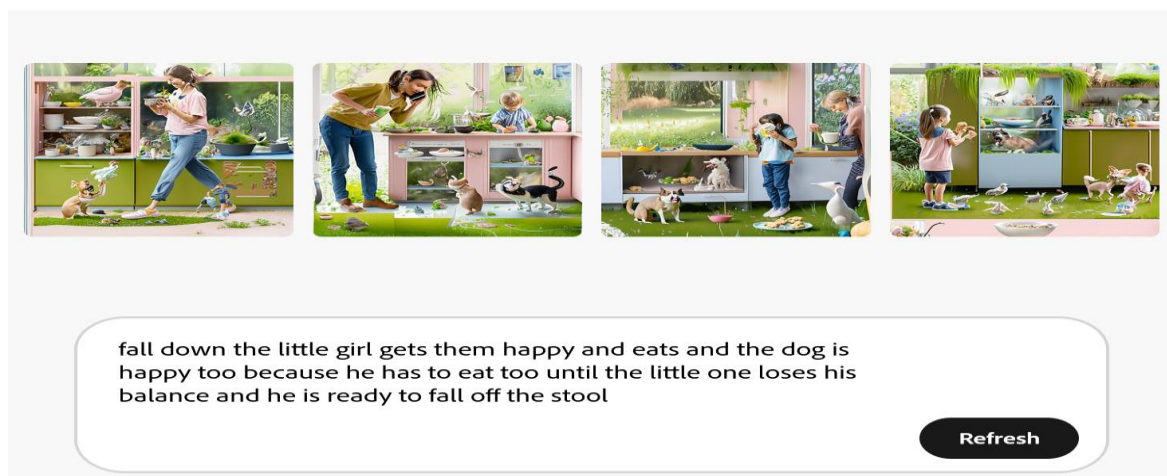 fall down the little girl gets them happy and eats and the dog is
happy too because he has to eat too until the little one loses his
balance and he is ready to fall off the stool
Refresh